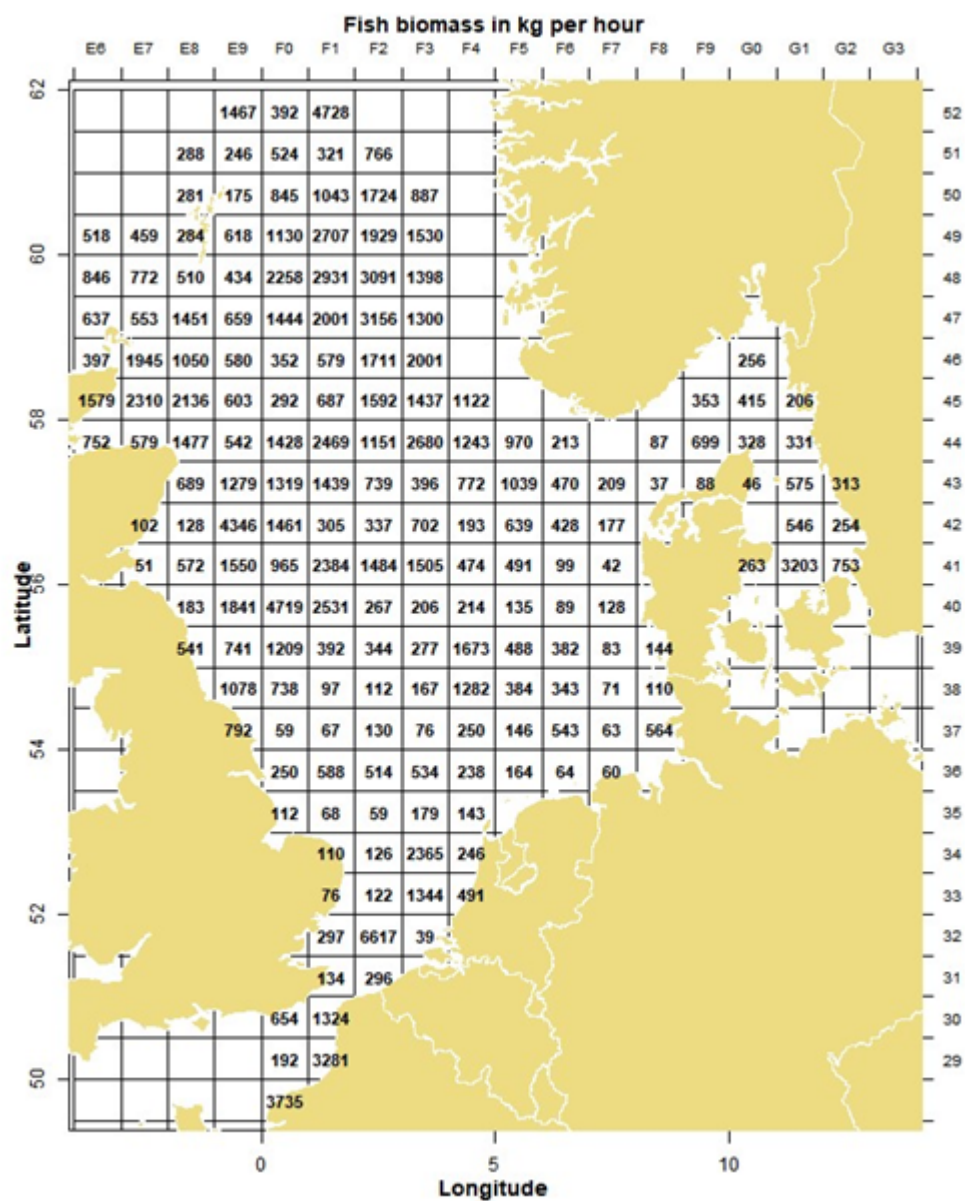 Fish biomass in kg per hour
E6 E7 E8 E9 F0 F1 F2 F3 F4 F5 F6 F7 F8 F9 G0 G1 G2 G3
62
1467 392 4728 52
288 246 524 321 766 51
281 175 845 1043 1724 887 50
518 459 284 618 1130 2707 1929 1530 49
60
846 772 510 434 2258 2931 3091 1398 48
637 553 1451 659 1444 2001 3156 1300 47
397 1945 1050 580 352 579 1711 2001 256 46
1579 2310 2136 603 292 687 1592 1437 1122 353 415 206 45
58
752 579 1477 542 1428 2469 1151 2680 1243 970 213 87 699 328 331 44
689 1279 1319 1439 739 396 772 1039 470 209 37 88 46 575 313 43
102 128 4346 1461 305 337 702 193 639 428 177 546 254 42
51 572 1550 965 2384 1484 1505 474 491 99 42 263 3203 753 41
56
Latitude
183 1841 4719 2531 267 206 214 135 89 128 40
541 741 1209 392 344 277 1673 488 382 83 144 39
1078 738 97 112 167 1282 384 343 71 110 38
792 59 67 130 76 250 146 543 63 564 37
54
250 588 514 534 238 164 64 60 36
112 68 59 179 143 35
110 126 2365 246 34
76 122 1344 491 33
52
297 6617 39 32
134 296 31
654 1324 30
192 3281 29
50
3735
0 5 10
Longitude